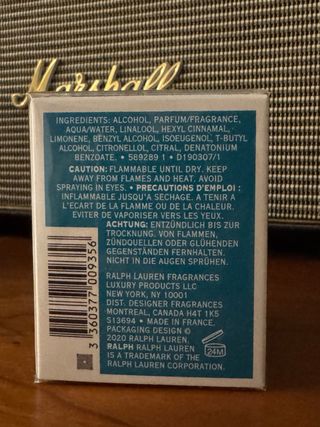 Marshall
INGREDIENTS: ALCOHOL, PARFUM/FRAGRANCE,
AQUA/WATER, LINALOOL, HEXYL CINNAMAL,
LIMONENE, BENZYL ALCOHOL, ISOEUGENOL, T-BUTYL
ALCOHOL, CITRONELLOL, CITRAL, DENATONIUM
BENZOATE. • 589289 1 • D190307/1
CAUTION: FLAMMABLE UNTIL DRY. KEEP
AWAY FROM FLAMES AND HEAT. AVOID
SPRAYING IN EYES. • PRECAUTIONS D'EMPLOI :
INFLAMMABLE JUSQU'A SÉCHAGE. A TENIR A
L'ECART DE LA FLAMME OU DE LA CHALEUR.
EVITER DE VAPORISER VERS LES YEUX.
ACHTUNG: ENTZÜNDLICH BIS ZUR
TROCKNUNG. VON FLAMMEN,
ZÜNDQUELLEN ODER GLÜHENDEN
GEGENSTÄNDEN FERNHALTEN.
NICHT IN DIE AUGEN SPRÜHEN.
RALPH LAUREN FRAGRANCES
LUXURY PRODUCTS LLC
NEW YORK, NY 10001
DIST. DESIGNER FRAGRANCES
MONTREAL, CANADA H4T 1K5
S13694 • MADE IN FRANCE.
PACKAGING DESIGN ©
2020 RALPH LAUREN.
RALPH RALPH LAUREN
IS A TRADEMARK OF THE
RALPH LAUREN CORPORATION.
3 360377 009356
24M